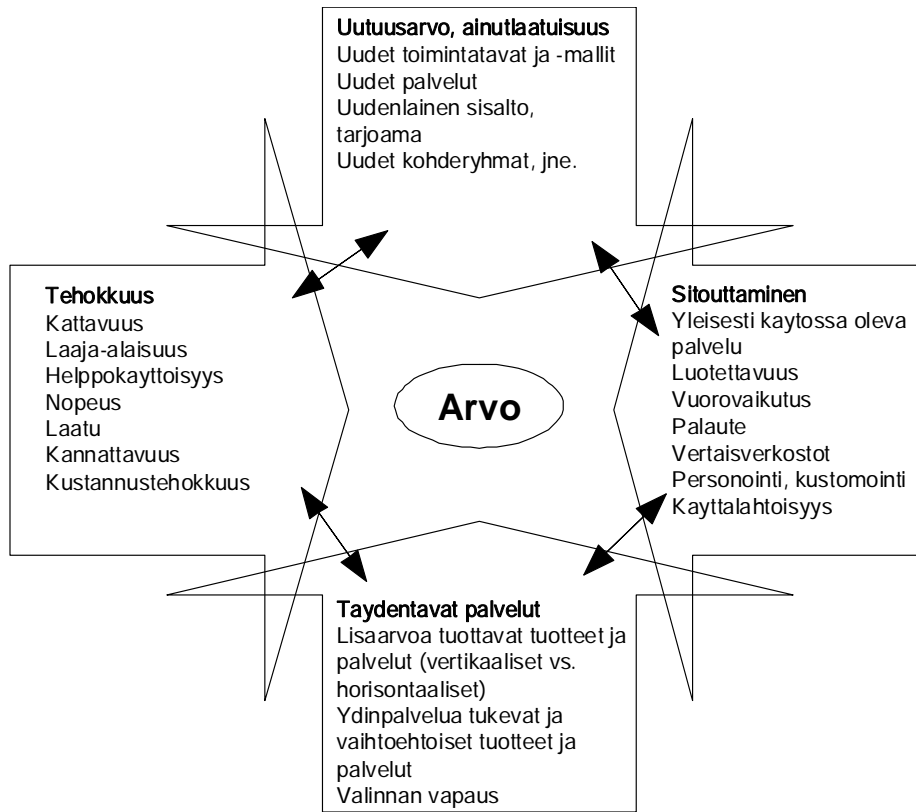 Uutuusarvo, ainutlaatuisuus
Uudet toimintatavat ja -mallit
Uudet palvelut
Uudenlainen sisalto,
tarjoama
Uudet kohderyhmat, jne.
Tehokkuus
Kattavuus
Laaja-alaisuus
Helppokayttoisyys
Nopeus
Laatu
Kannattavuus
Kustannustehokkuus
Arvo
Sitouttaminen
Yleisesti kaytossa oleva
palvelu
Luotettavuus
Vuorovaikutus
Palaute
Vertaisverkostot
Personointi, kustomointi
Kayttalahtoisyys
Taydentavat palvelut
Lisaarvoa tuottavat tuotteet ja
palvelut (vertikaaliset vs.
horisontaaliset)
Ydinpalvelua tukevat ja
vaihtoehtoiset tuotteet ja
palvelut
Valinnan vapaus